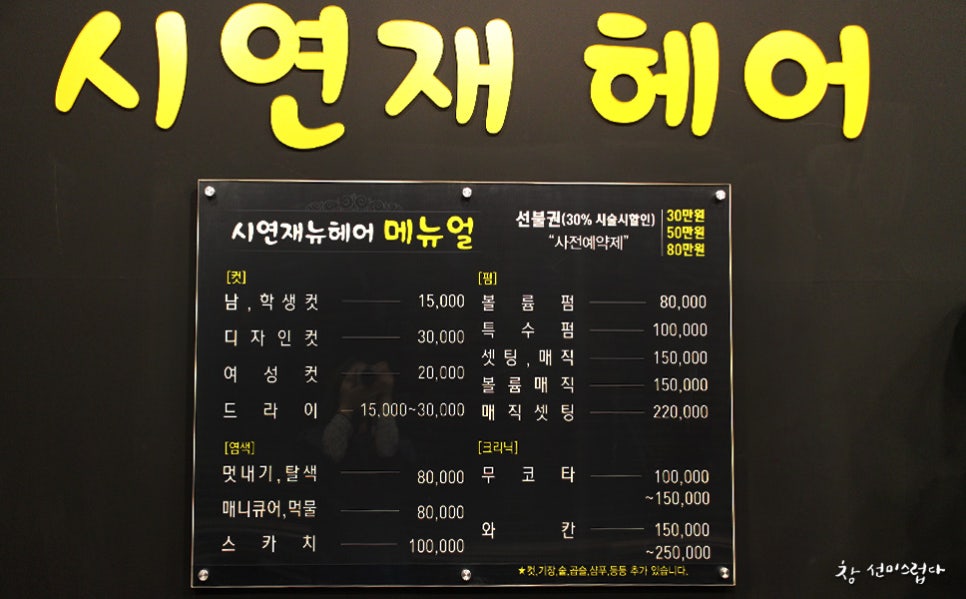 시연재 헤어
시연재뉴헤어 메뉴얼
선불권(30% 시술시할인)
"사전예약제"
30만원
50만원
80만원
[컷]
남,학생컷 15,000
디자인컷 30,000
여성컷 20,000
드라이 15,000~30,000
[염색]
멋내기,탈색 80,000
매니큐어,먹물 80,000
스카치 100,000
[펌]
볼륨펌 80,000
특수펌 100,000
셋팅,매직 150,000
볼륨매직 150,000
매직셋팅 220,000
[크리닉]
무코타 100,000
~150,000
와칸 150,000
~250,000
★컷,기장,술,곱슬,샴푸,등등 추가 있습니다.
창 선미스럽다